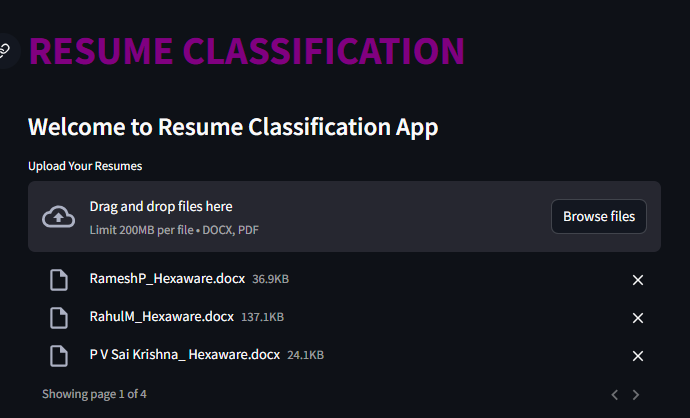 RESUME CLASSIFICATION
Welcome to Resume Classification App
Upload Your Resumes
Drag and drop files here
Limit 200MB per file • DOCX, PDF
Browse files
RameshP_Hexaware.docx 36.9KB
RahulM_Hexaware.docx 137.1KB
P V Sai Krishna_ Hexaware.docx 24.1KB
Showing page 1 of 4